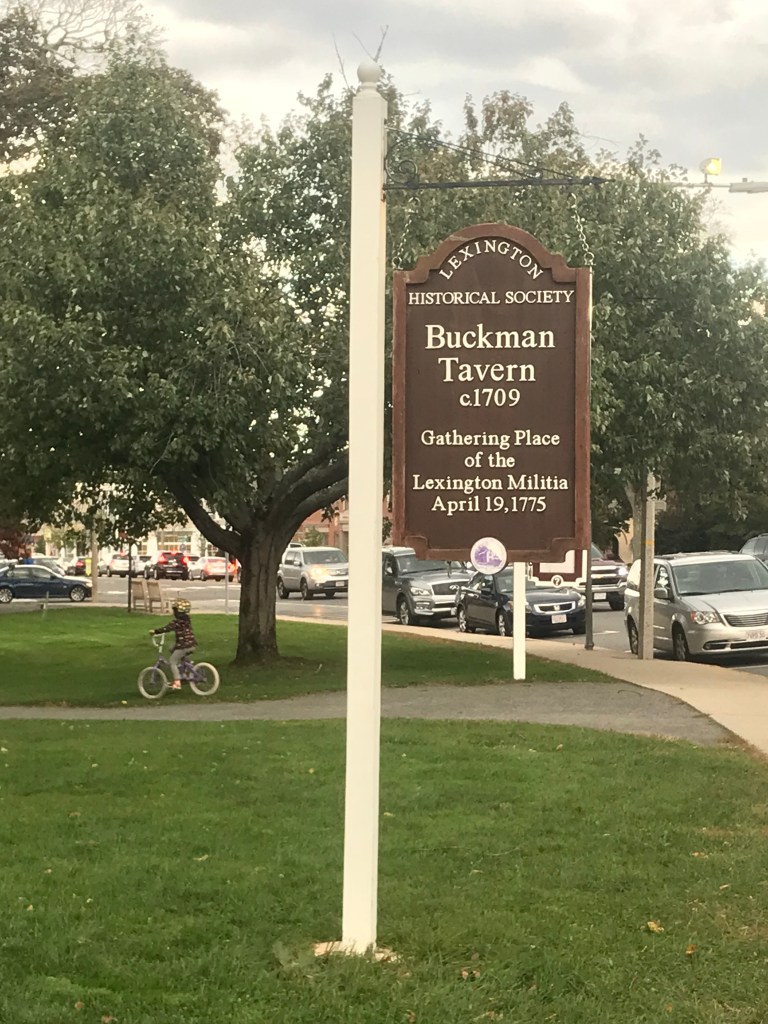 LEXINGTON
HISTORICAL SOCIETY
Buckman
Tavern
c.1709
Gathering Place
of the
Lexington Militia
April 19,1775